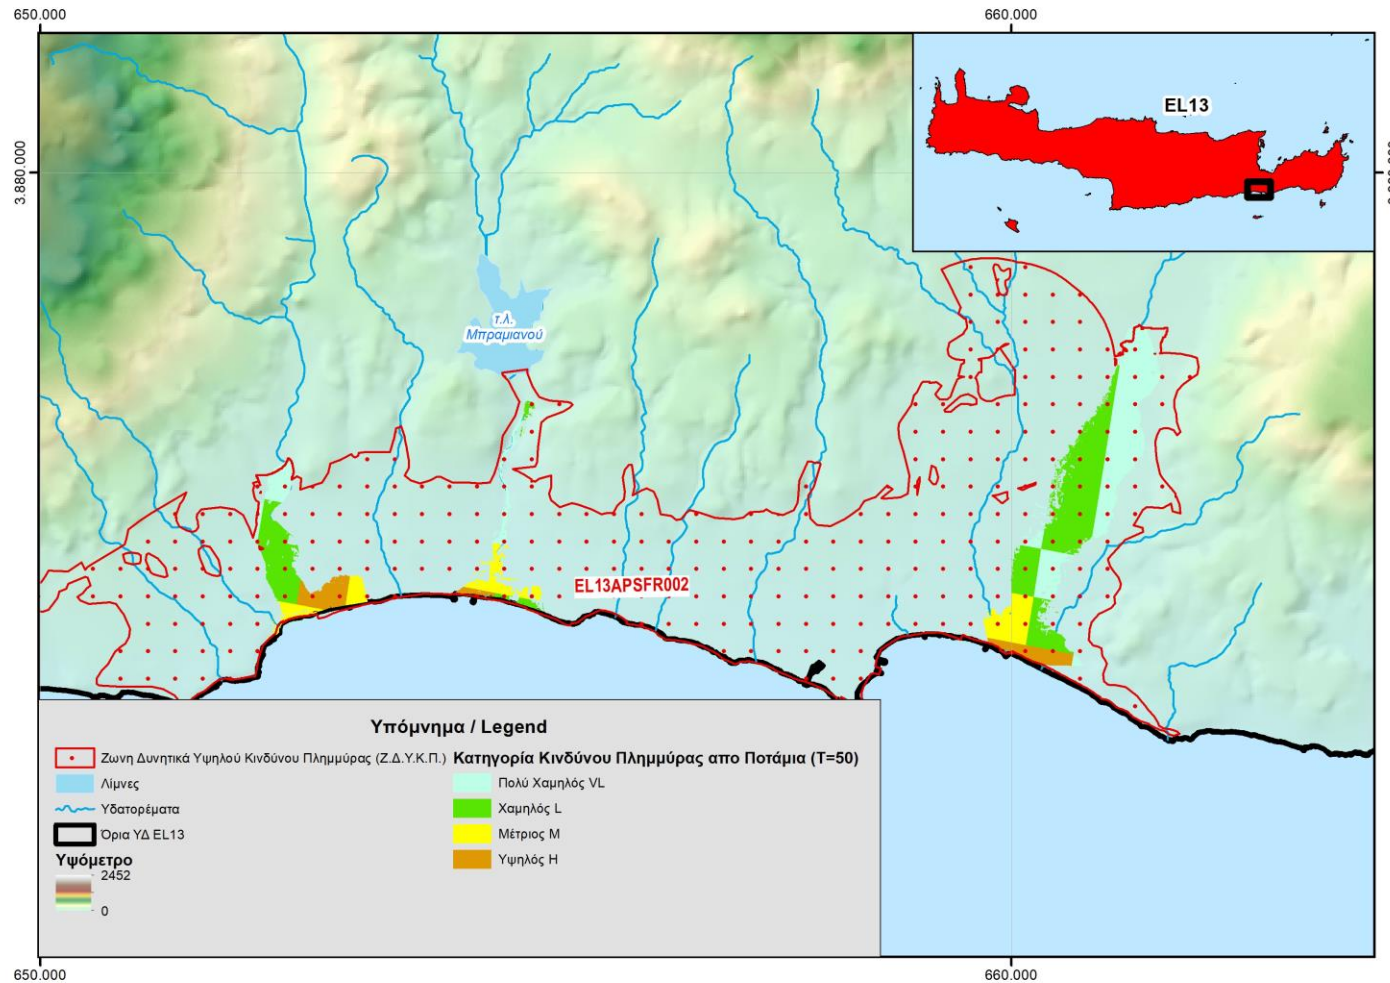 650.000
660.000
EL13
3.880.000
τ.λ.
Μπραμιανού
EL13APSFR002
Υπόμνημα / Legend
Ζωνη Δυνητικά Υψηλού Κινδύνου Πλημμύρας (Ζ.Δ.Υ.Κ.Π.)
Λίμνες
Υδατορέματα
Όρια ΥΔ EL13
Υψόμετρο
2452
0
Κατηγορία Κινδύνου Πλημμύρας απο Ποτάμια (T=50)
Πολύ Χαμηλός VL
Χαμηλός L
Μέτριος M
Υψηλός H
650.000
660.000